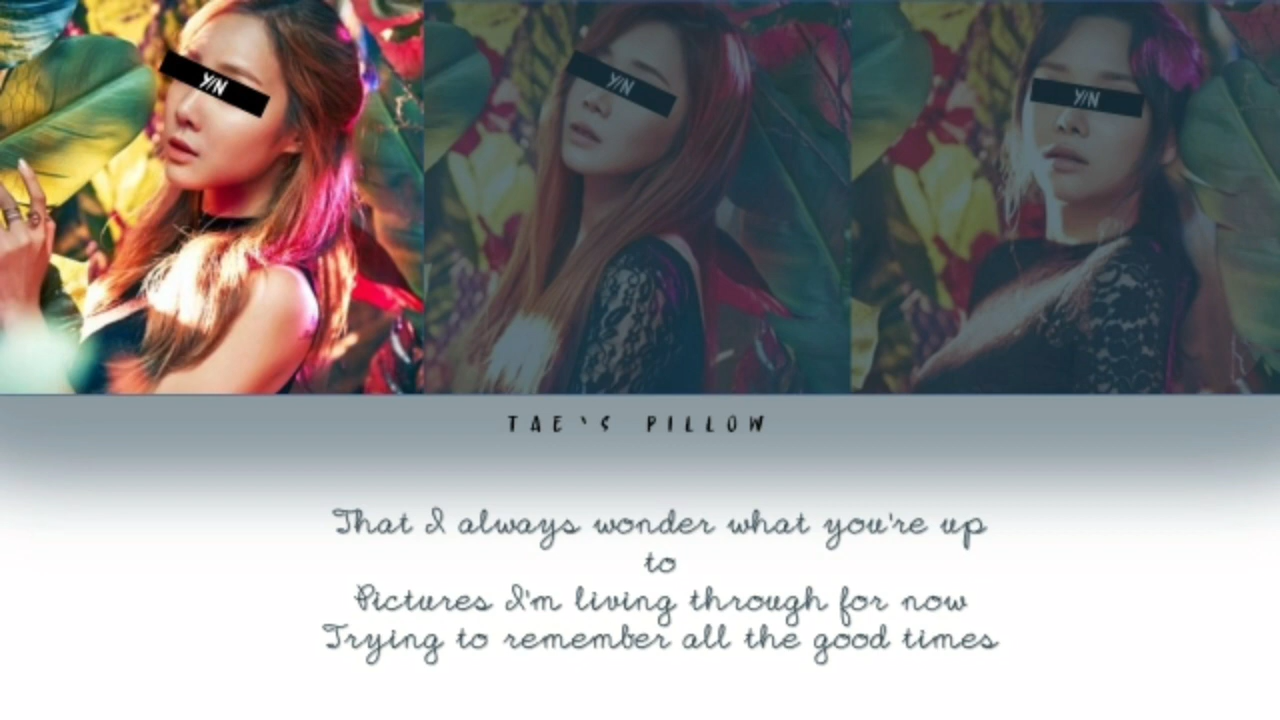 Y/N
Y/N
Y/N
TAE'S PILLOW
That I always wonder what you're up
to
Pictures I'm living through for now
Trying to remember all the good times